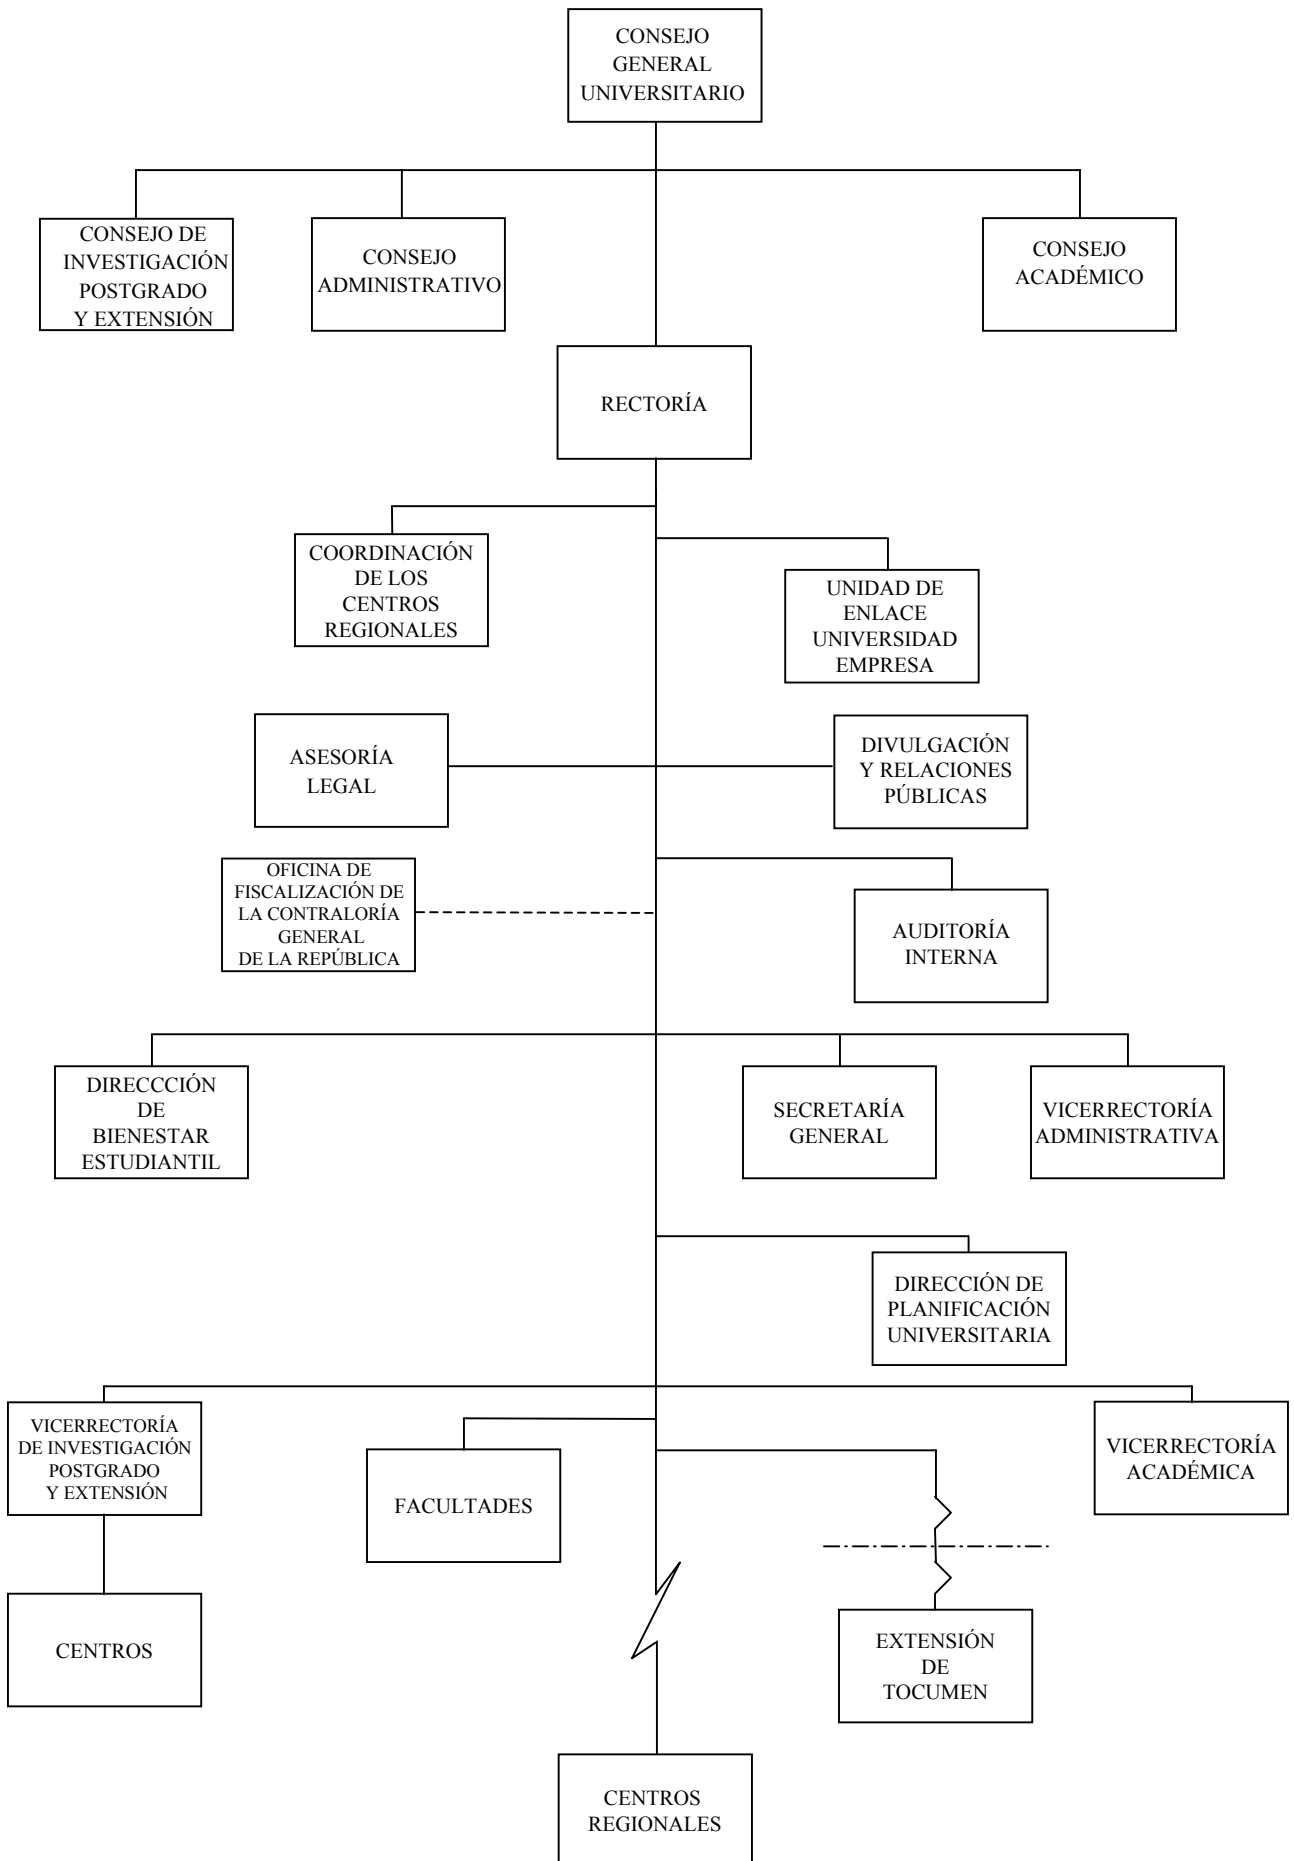 CONSEJO
GENERAL
UNIVERSITARIO
CONSEJO DE
INVESTIGACIÓN
POSTGRADO
Y EXTENSIÓN
CONSEJO
ADMINISTRATIVO
CONSEJO
ACADÉMICO
RECTORÍA
COORDINACIÓN
DE LOS
CENTROS
REGIONALES
UNIDAD DE
ENLACE
UNIVERSIDAD
EMPRESA
ASESORÍA
LEGAL
DIVULGACIÓN
Y RELACIONES
PÚBLICAS
OFICINA DE
FISCALIZACIÓN DE
LA CONTRALORÍA
GENERAL
DE LA REPÚBLICA
AUDITORÍA
INTERNA
DIRECCCIÓN
DE
BIENESTAR
ESTUDIANTIL
SECRETARÍA
GENERAL
VICERRECTORÍA
ADMINISTRATIVA
DIRECCIÓN DE
PLANIFICACIÓN
UNIVERSITARIA
VICERRECTORÍA
DE INVESTIGACIÓN
POSTGRADO
Y EXTENSIÓN
FACULTADES
VICERRECTORÍA
ACADÉMICA
CENTROS
EXTENSIÓN
DE
TOCUMEN
CENTROS
REGIONALES